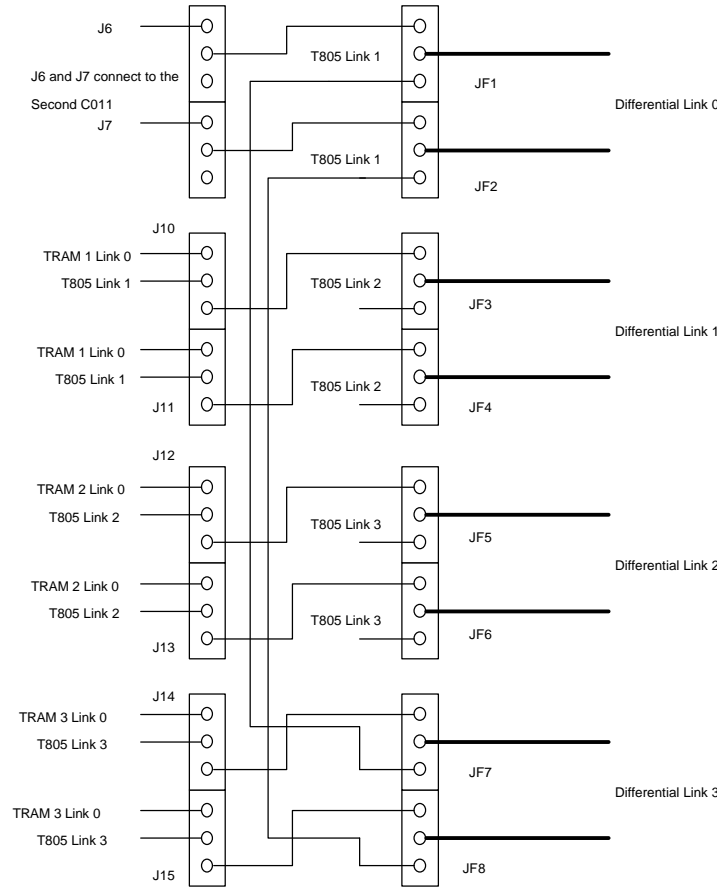 J6
T805 Link 1
JF1
J6 and J7 connect to the
Second C011
Differential Link 0
J7
T805 Link 1
JF2
J10
TRAM 1 Link 0
T805 Link 1
T805 Link 2
JF3
Differential Link 1
TRAM 1 Link 0
T805 Link 1
T805 Link 2
J11
JF4
J12
TRAM 2 Link 0
T805 Link 2
T805 Link 3
JF5
Differential Link 2
TRAM 2 Link 0
T805 Link 2
T805 Link 3
J13
JF6
J14
TRAM 3 Link 0
T805 Link 3
JF7
Differential Link 3
TRAM 3 Link 0
T805 Link 3
J15
JF8